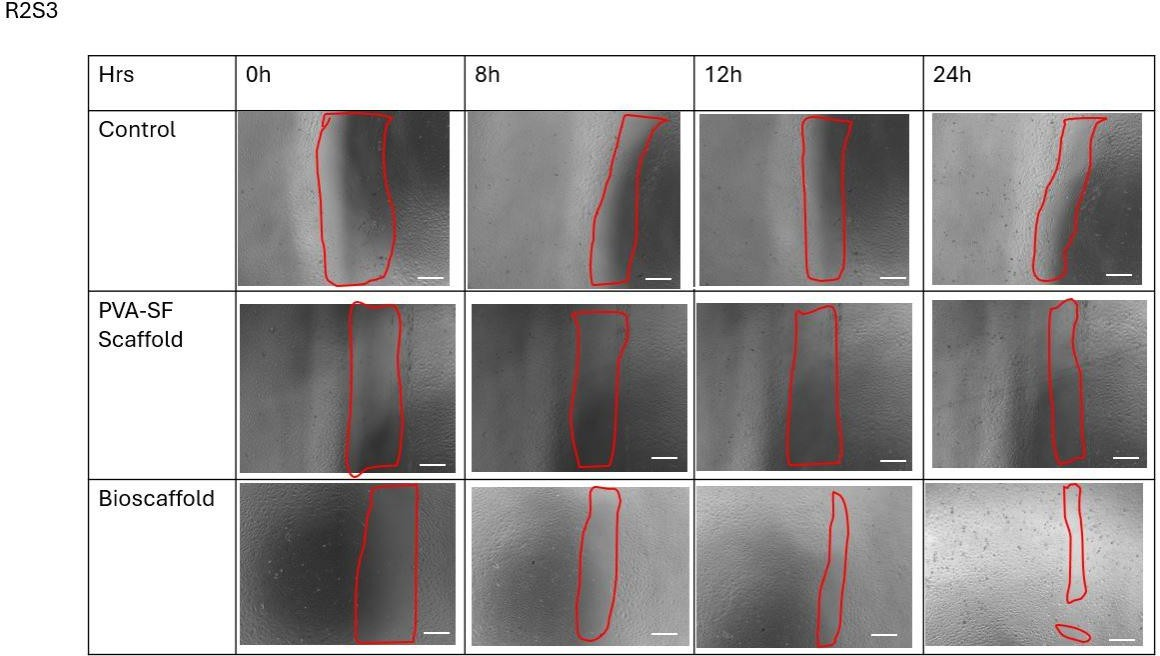 R2S3
Hrs 0h 8h 12h 24h
Control
PVA-SF
Scaffold
Bioscaffold